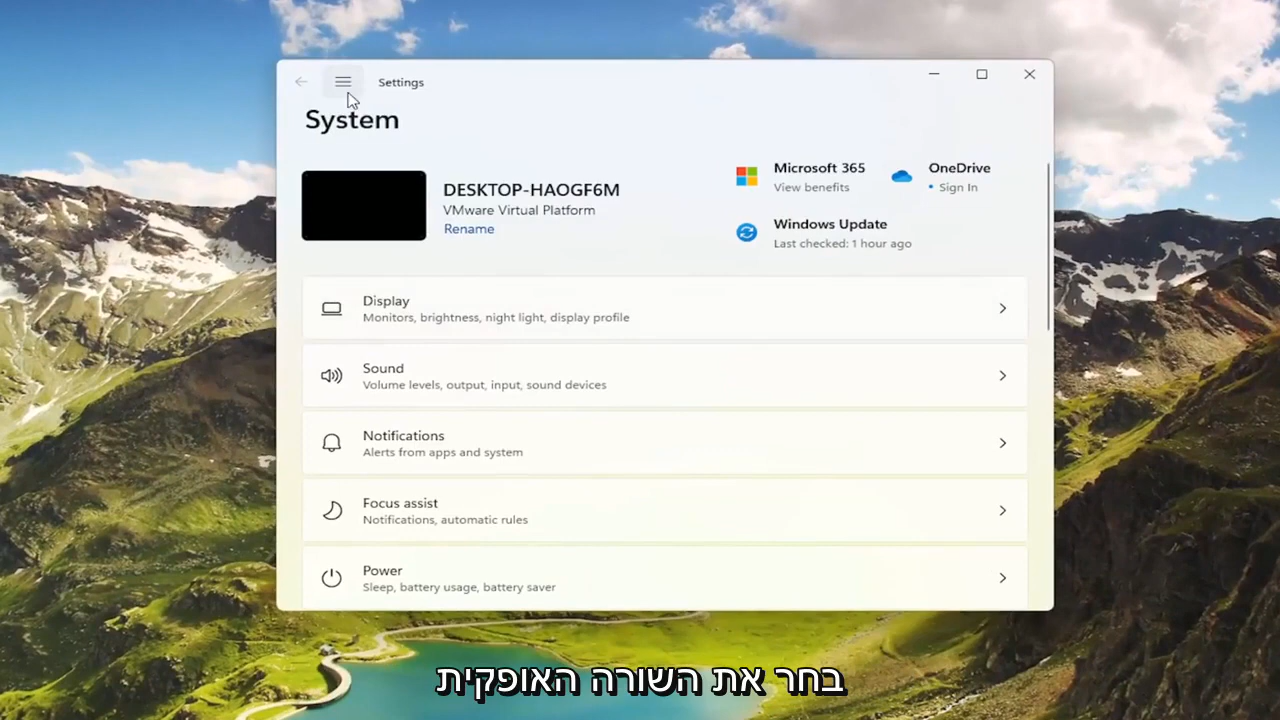 Settings
System
DESKTOP-HAOGF6M
VMware Virtual Platform
Rename
Microsoft 365
View benefits
OneDrive
• Sign In
Windows Update
Last checked: 1 hour ago
Display
Monitors, brightness, night light, display profile
Sound
Volume levels, output, input, sound devices
Notifications
Alerts from apps and system
Focus assist
Notifications, automatic rules
Power
Sleep, battery usage, battery saver
בחר את השורה האופקית